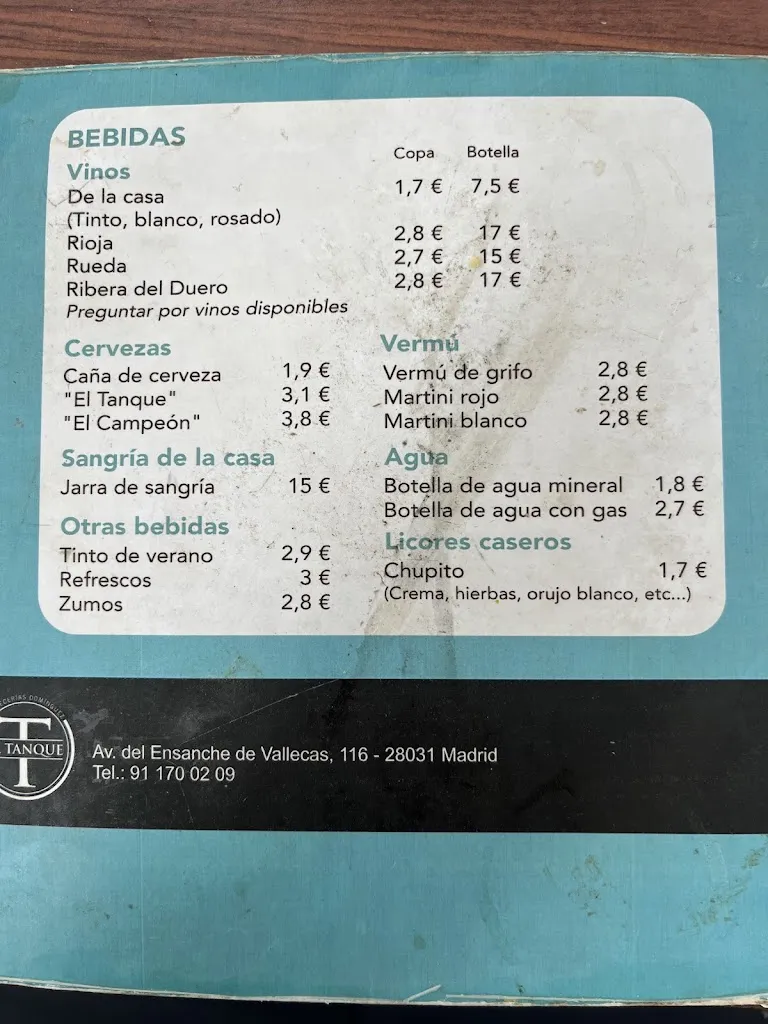 BEBIDAS
Copa Botella
Vinos
De la casa 1,7 € 7,5 €
(Tinto, blanco, rosado)
Rioja 2,8 € 17 €
Rueda 2,7 € 15 €
Ribera del Duero 2,8 € 17 €
Preguntar por vinos disponibles
Cervezas
Caña de cerveza 1,9 €
"El Tanque" 3,1 €
"El Campeón" 3,8 €
Sangría de la casa
Jarra de sangría 15 €
Otras bebidas
Tinto de verano 2,9 €
Refrescos 3 €
Zumos 2,8 €
Vermú
Vermú de grifo 2,8 €
Martini rojo 2,8 €
Martini blanco 2,8 €
Agua
Botella de agua mineral 1,8 €
Botella de agua con gas 2,7 €
Licores caseros
Chupito 1,7 €
(Crema, hierbas, orujo blanco, etc...)
DOMÍNGUEZ
T
TANQUE
Av. del Ensanche de Vallecas, 116 - 28031 Madrid
Tel.: 91 170 02 09